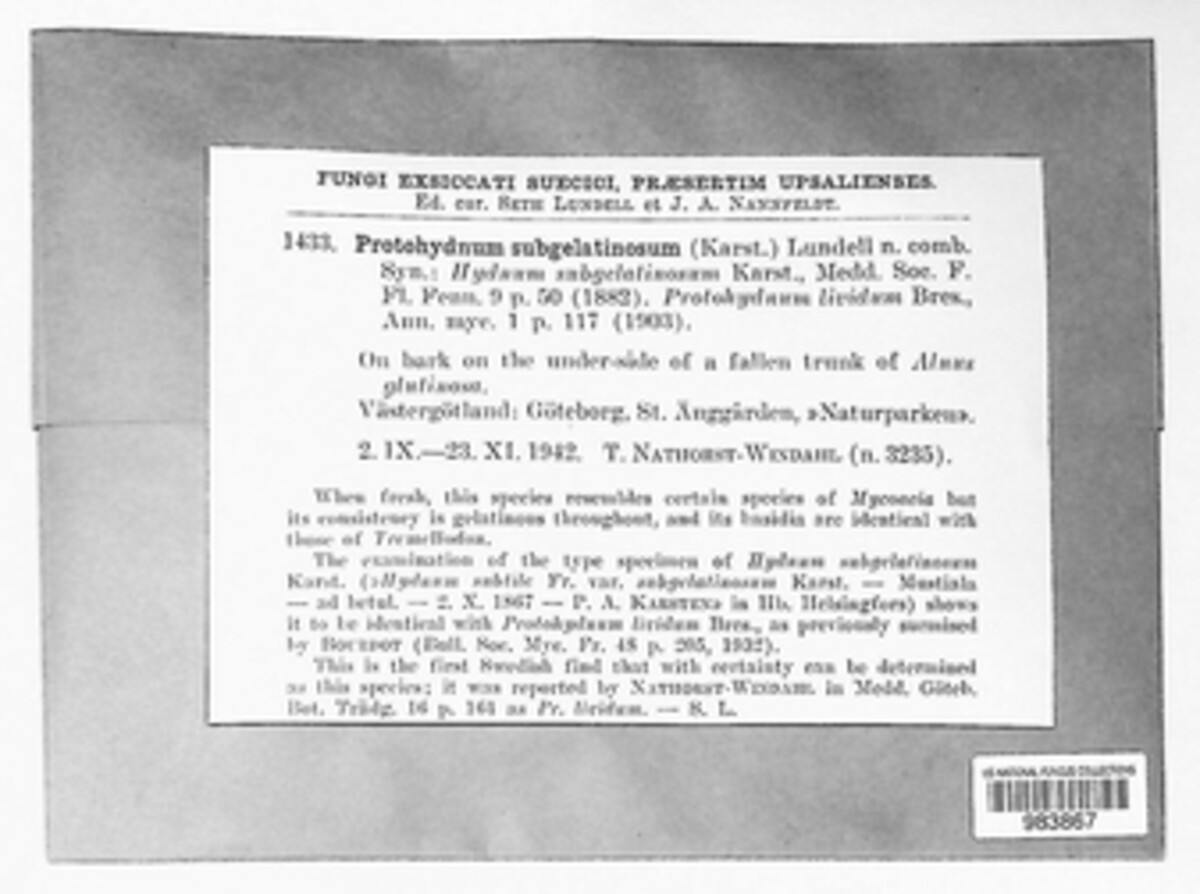 FUNGI EXSICCATI SUECICI, PRÆSERTIM UPSALIENSES.
Ed. cur. SETH LUNDELL et J. A. NANNFELDT.
1433. Protohydnum subgelatinosum (Karst.) Lundell n. comb.
Syn.: Hydnum subgelatinosum Karst., Medd. Soc. F.
Fl. Fenn. 9 p. 50 (1882). Protohydnum lividum Bres.,
Ann. myc. 1 p. 117 (1903).
On bark on the under-side of a fallen trunk of Alnus
glutinosa.
Västergötland: Göteborg, St. Änggården, »Naturparken».
2. IX.—23. XI. 1942. T. NATHORST-WINDAHL (n. 3235).
When fresh, this species resembles certain species of Mycoacia but
its consistency is gelatinous throughout, and its basidia are identical with
those of Tremellodon.
The examination of the type specimen of Hydnum subgelatinosum
Karst. (»Hydnum subtile Fr. var. subgelatinosum Karst. — Mustiala
— ad betul. — 2. X. 1867 — P. A. KARSTEN» in Hb. Helsingfors) shows
it to be identical with Protohydnum lividum Bres., as previously surmised
by BOURDOT (Bull. Soc. Myc. Fr. 48 p. 205, 1932).
This is the first Swedish find that with certainty can be determined
as this species; it was reported by NATHORST-WINDAHL in Medd. Göteb.
Bot. Trädg. 16 p. 161 as Pr. lividum. — S. L.
US NATIONAL FUNGUS COLLECTIONS
983867